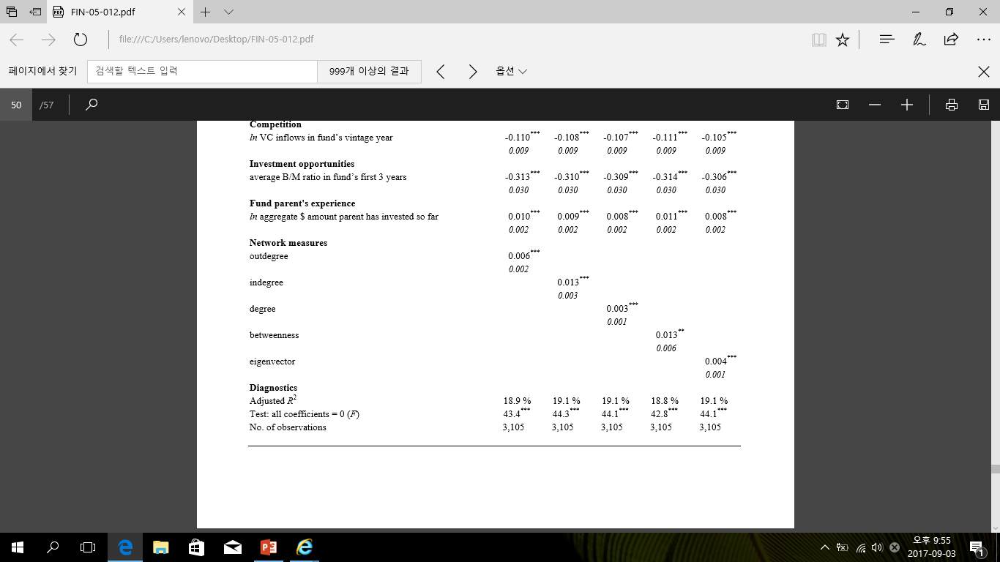 FIN-05-012.pdf
file:///C:/Users/lenovo/Desktop/FIN-05-012.pdf
페이지에서 찾기 검색할 텍스트 입력 999개 이상의 결과 옵션
50 /57
Competition
ln VC inflows in fund's vintage year -0.110*** -0.108*** -0.107*** -0.111*** -0.105***
0.009 0.009 0.009 0.009 0.009
Investment opportunities
average B/M ratio in fund's first 3 years -0.313*** -0.310*** -0.309*** -0.314*** -0.306***
0.030 0.030 0.030 0.030 0.030
Fund parent's experience
ln aggregate $ amount parent has invested so far 0.010*** 0.009*** 0.008*** 0.011*** 0.008***
0.002 0.002 0.002 0.002 0.002
Network measures
outdegree 0.006***
0.002
indegree 0.013***
0.003
degree 0.003***
0.001
betweenness 0.013**
0.006
eigenvector 0.004***
0.001
Diagnostics
Adjusted R² 18.9 % 19.1 % 19.1 % 18.8 % 19.1 %
Test: all coefficients = 0 (F) 43.4*** 44.3*** 44.1*** 42.8*** 44.1***
No. of observations 3,105 3,105 3,105 3,105 3,105
오후 9:55
2017-09-03
1